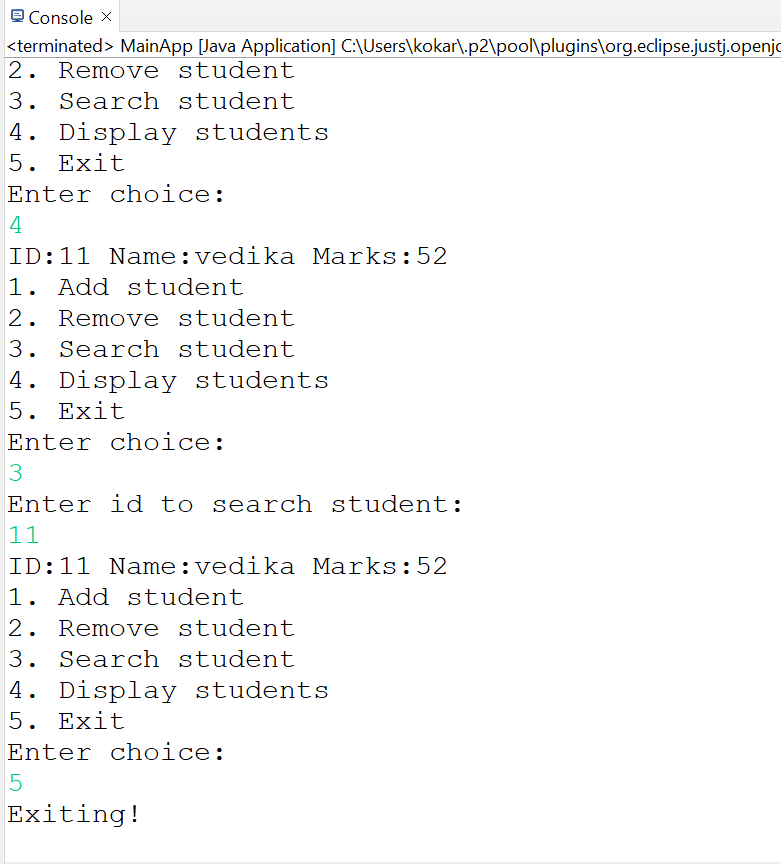 Console
<terminated> MainApp [Java Application] C:\Users\kokar\.p2\pool\plugins\org.eclipse.justj.openjd
2. Remove student
3. Search student
4. Display students
5. Exit
Enter choice:
4
ID:11 Name:vedika Marks:52
1. Add student
2. Remove student
3. Search student
4. Display students
5. Exit
Enter choice:
3
Enter id to search student:
11
ID:11 Name:vedika Marks:52
1. Add student
2. Remove student
3. Search student
4. Display students
5. Exit
Enter choice:
5
Exiting!